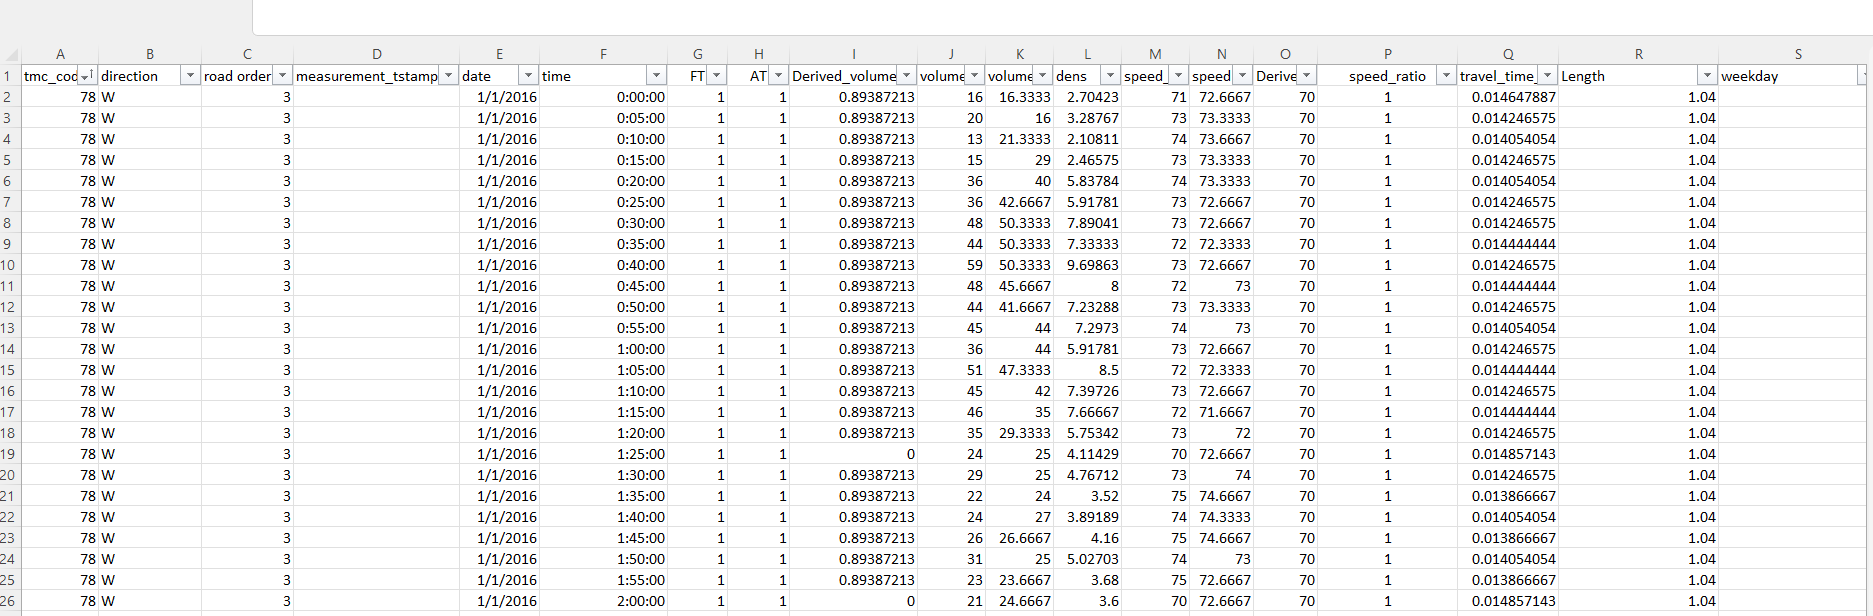 A B C D E F G H I J K L M N O P Q R S
1 tmc_cod direction road order measurement_tstamp date time FT AT Derived_volume volume volume dens speed_ speed Derive speed_ratio travel_time_ Length weekday
2 78 W 3 1/1/2016 0:00:00 1 1 0.89387213 16 16.3333 2.70423 71 72.6667 70 1 0.014647887 1.04
3 78 W 3 1/1/2016 0:05:00 1 1 0.89387213 20 16 3.28767 73 73.3333 70 1 0.014246575 1.04
4 78 W 3 1/1/2016 0:10:00 1 1 0.89387213 13 21.3333 2.10811 74 73.6667 70 1 0.014054054 1.04
5 78 W 3 1/1/2016 0:15:00 1 1 0.89387213 15 29 2.46575 73 73.3333 70 1 0.014246575 1.04
6 78 W 3 1/1/2016 0:20:00 1 1 0.89387213 36 40 5.83784 74 73.3333 70 1 0.014054054 1.04
7 78 W 3 1/1/2016 0:25:00 1 1 0.89387213 36 42.6667 5.91781 73 72.6667 70 1 0.014246575 1.04
8 78 W 3 1/1/2016 0:30:00 1 1 0.89387213 48 50.3333 7.89041 73 72.6667 70 1 0.014246575 1.04
9 78 W 3 1/1/2016 0:35:00 1 1 0.89387213 44 50.3333 7.33333 72 72.3333 70 1 0.014444444 1.04
10 78 W 3 1/1/2016 0:40:00 1 1 0.89387213 59 50.3333 9.69863 73 72.6667 70 1 0.014246575 1.04
11 78 W 3 1/1/2016 0:45:00 1 1 0.89387213 48 45.6667 8 72 73 70 1 0.014444444 1.04
12 78 W 3 1/1/2016 0:50:00 1 1 0.89387213 44 41.6667 7.23288 73 73.3333 70 1 0.014246575 1.04
13 78 W 3 1/1/2016 0:55:00 1 1 0.89387213 45 44 7.2973 74 73 70 1 0.014054054 1.04
14 78 W 3 1/1/2016 1:00:00 1 1 0.89387213 36 44 5.91781 73 72.6667 70 1 0.014246575 1.04
15 78 W 3 1/1/2016 1:05:00 1 1 0.89387213 51 47.3333 8.5 72 72.3333 70 1 0.014444444 1.04
16 78 W 3 1/1/2016 1:10:00 1 1 0.89387213 45 42 7.39726 73 72.6667 70 1 0.014246575 1.04
17 78 W 3 1/1/2016 1:15:00 1 1 0.89387213 46 35 7.66667 72 71.6667 70 1 0.014444444 1.04
18 78 W 3 1/1/2016 1:20:00 1 1 0.89387213 35 29.3333 5.75342 73 72 70 1 0.014246575 1.04
19 78 W 3 1/1/2016 1:25:00 1 1 0 24 25 4.11429 70 72.6667 70 1 0.014857143 1.04
20 78 W 3 1/1/2016 1:30:00 1 1 0.89387213 29 25 4.76712 73 74 70 1 0.014246575 1.04
21 78 W 3 1/1/2016 1:35:00 1 1 0.89387213 22 24 3.52 75 74.6667 70 1 0.013866667 1.04
22 78 W 3 1/1/2016 1:40:00 1 1 0.89387213 24 27 3.89189 74 74.3333 70 1 0.014054054 1.04
23 78 W 3 1/1/2016 1:45:00 1 1 0.89387213 26 26.6667 4.16 75 74.6667 70 1 0.013866667 1.04
24 78 W 3 1/1/2016 1:50:00 1 1 0.89387213 31 25 5.02703 74 73 70 1 0.014054054 1.04
25 78 W 3 1/1/2016 1:55:00 1 1 0.89387213 23 23.6667 3.68 75 72.6667 70 1 0.013866667 1.04
26 78 W 3 1/1/2016 2:00:00 1 1 0 21 24.6667 3.6 70 72.6667 70 1 0.014857143 1.04